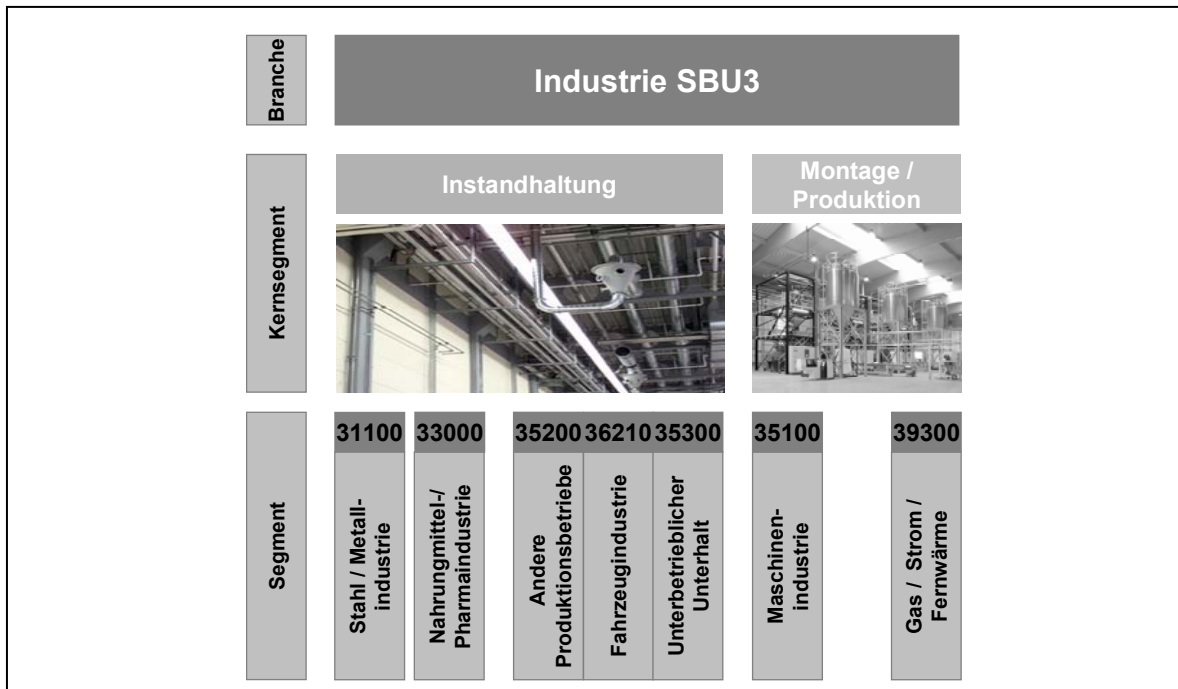 Branche
Industrie SBU3
Kernsegment
Instandhaltung
Montage /
Produktion
Segment
31100
Stahl / Metall-
industrie
33000
Nahrungmittel-/
Pharmaindustrie
35200
Andere
Produktionsbetriebe
36210
Fahrzeugindustrie
35300
Unterbetrieblicher
Unterhalt
35100
Maschinen-
industrie
39300
Gas / Strom /
Fernwärme